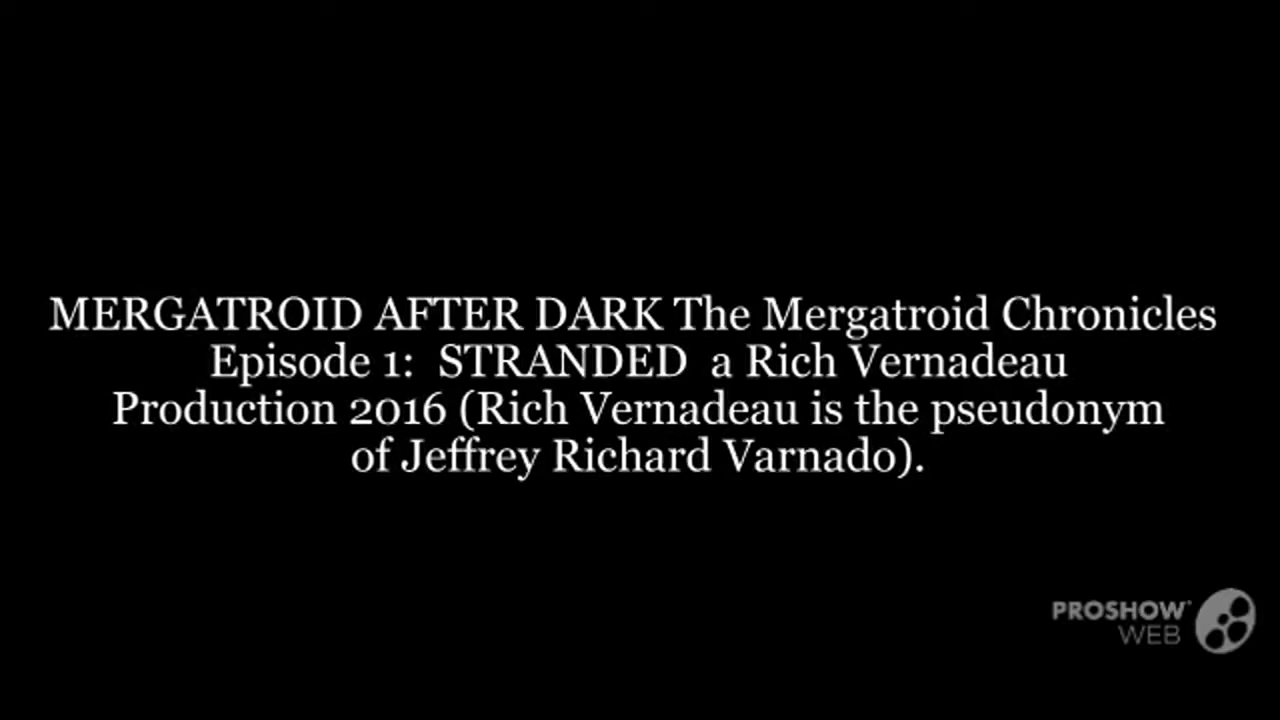 MERGATROID AFTER DARK The Mergatroid Chronicles
Episode 1:  STRANDED  a Rich Vernadeau
Production 2016 (Rich Vernadeau is the pseudonym
of Jeffrey Richard Varnado).
PROSHOW
WEB